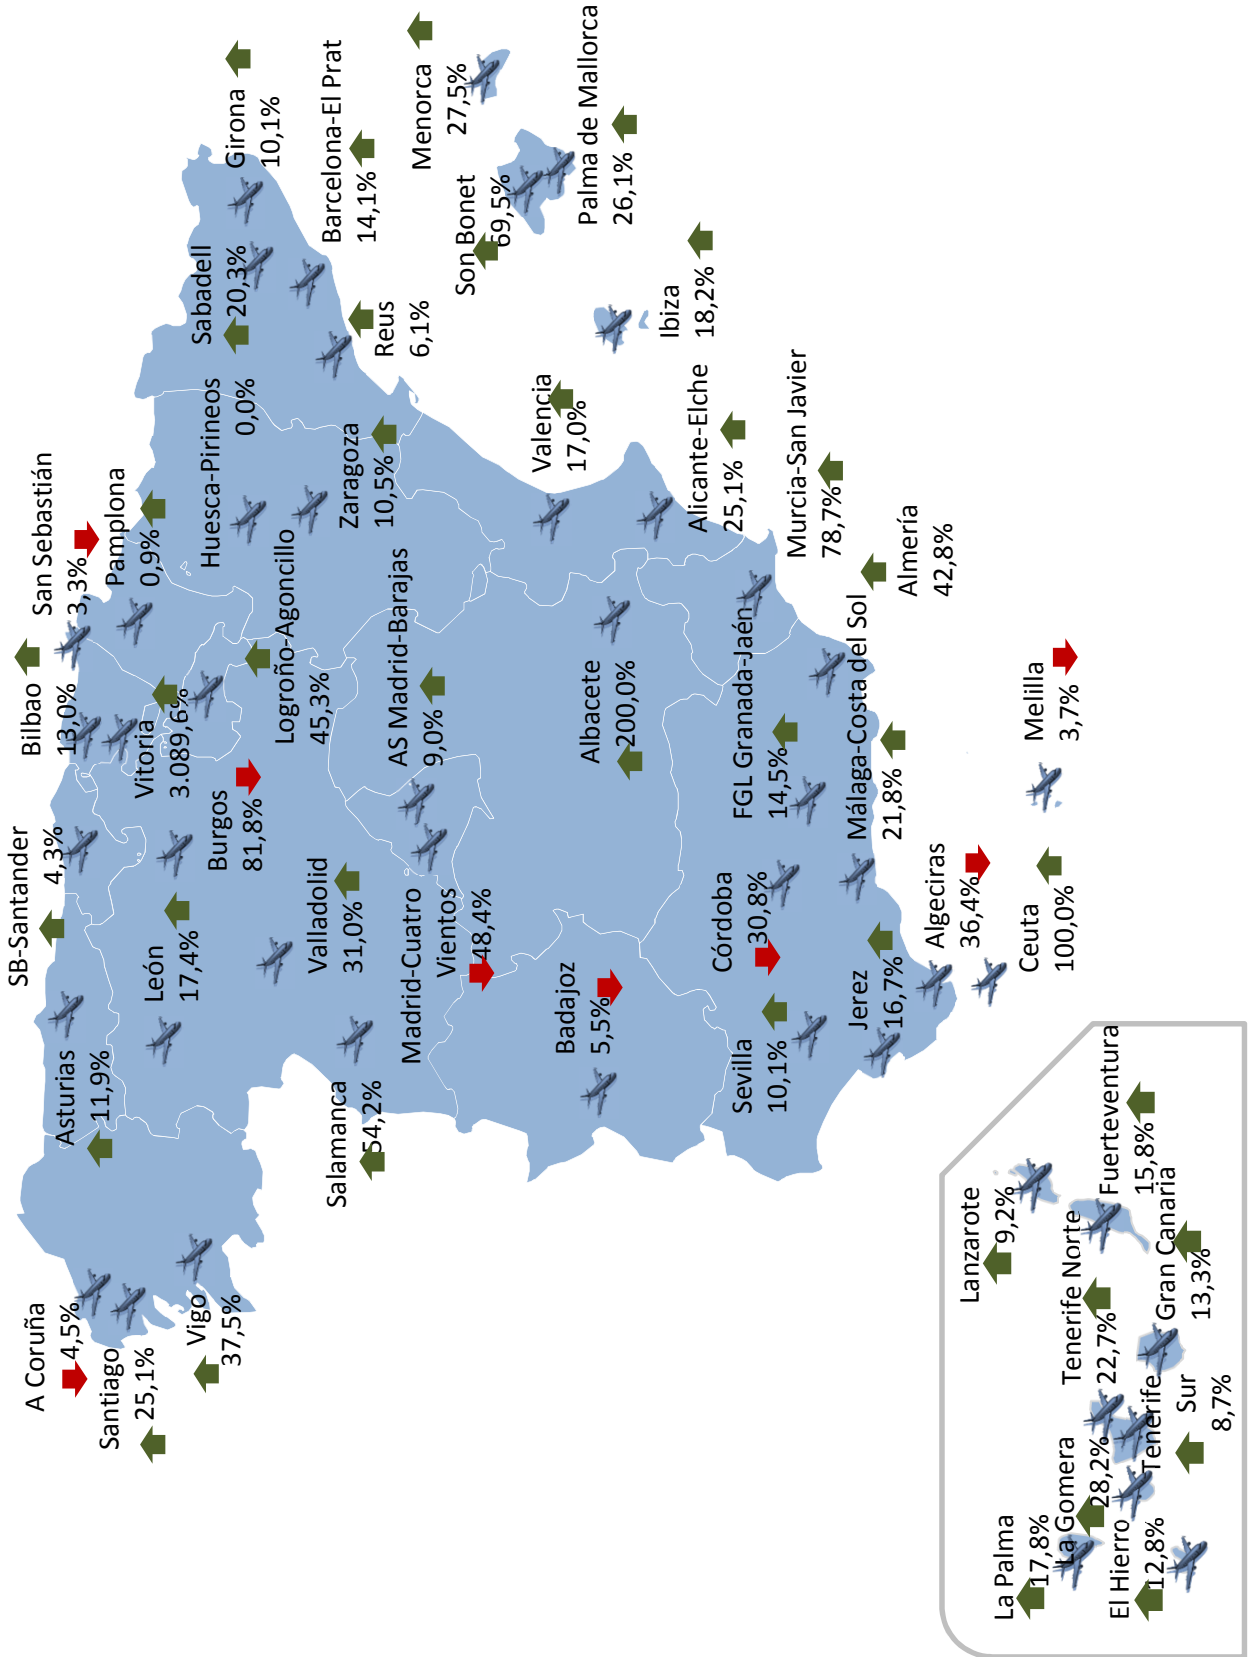 A Coruña
4,5%
Santiago
25,1%
Vigo
37,5%
Asturias
11,9%
SB-Santander
4,3%
León
17,4%
Bilbao
13,0%
San Sebastián
3,3%
Vitoria
3.089,6%
Pamplona
0,9%
Burgos
81,8%
Logroño-Agoncillo
45,3%
Huesca-Pirineos
0,0%
Sabadell
20,3%
Girona
10,1%
Barcelona-El Prat
14,1%
Reus
6,1%
Zaragoza
10,5%
Valladolid
31,0%
Salamanca
54,2%
Madrid-Cuatro
Vientos
48,4%
AS Madrid-Barajas
9,0%
Menorca
27,5%
Son Bonet
69,5%
Palma de Mallorca
26,1%
Ibiza
18,2%
Valencia
17,0%
Badajoz
5,5%
Albacete
200,0%
Alicante-Elche
25,1%
Murcia-San Javier
78,7%
Córdoba
30,8%
Sevilla
10,1%
FGL Granada-Jaén
14,5%
Almería
42,8%
Málaga-Costa del Sol
21,8%
Jerez
16,7%
Algeciras
36,4%
Ceuta
100,0%
Melilla
3,7%
La Palma
17,8%
La Gomera
28,2%
El Hierro
12,8%
Tenerife Norte
22,7%
Tenerife
Sur
8,7%
Gran Canaria
13,3%
Lanzarote
9,2%
Fuerteventura
15,8%